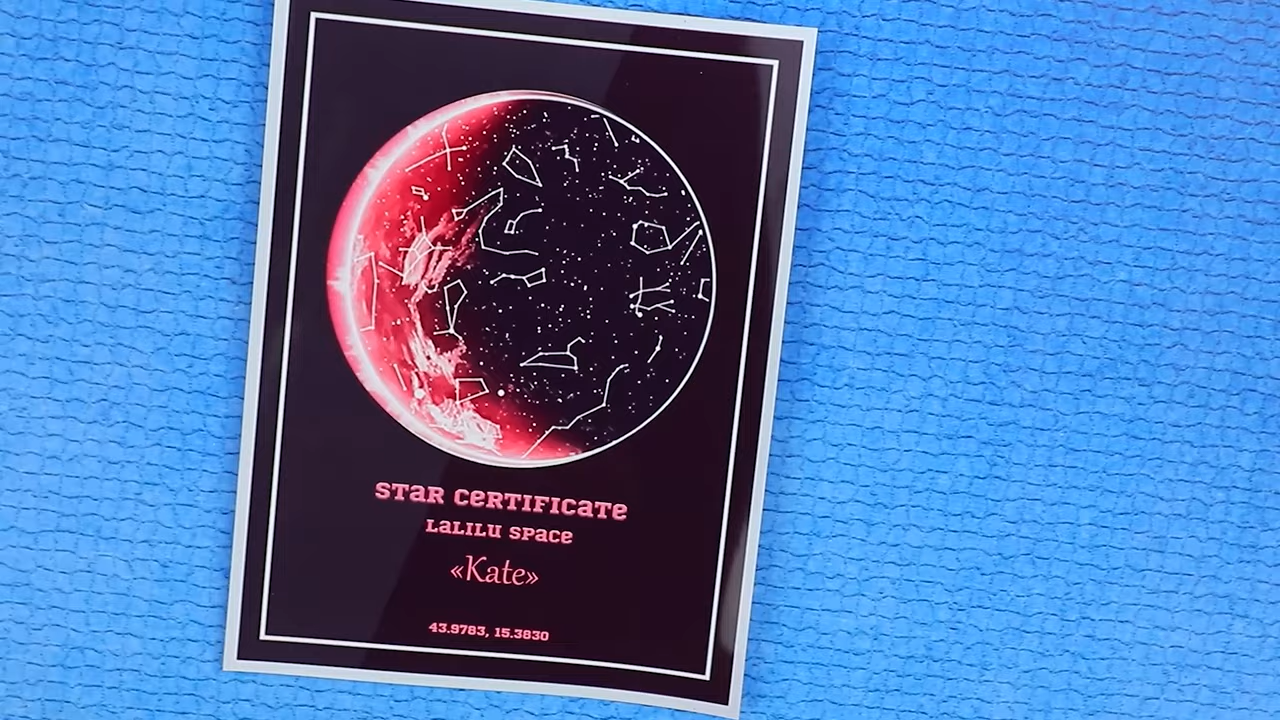 STAR CERTIFICATE
LALILU SPACE
«Kate»
43.9783, 15.3830